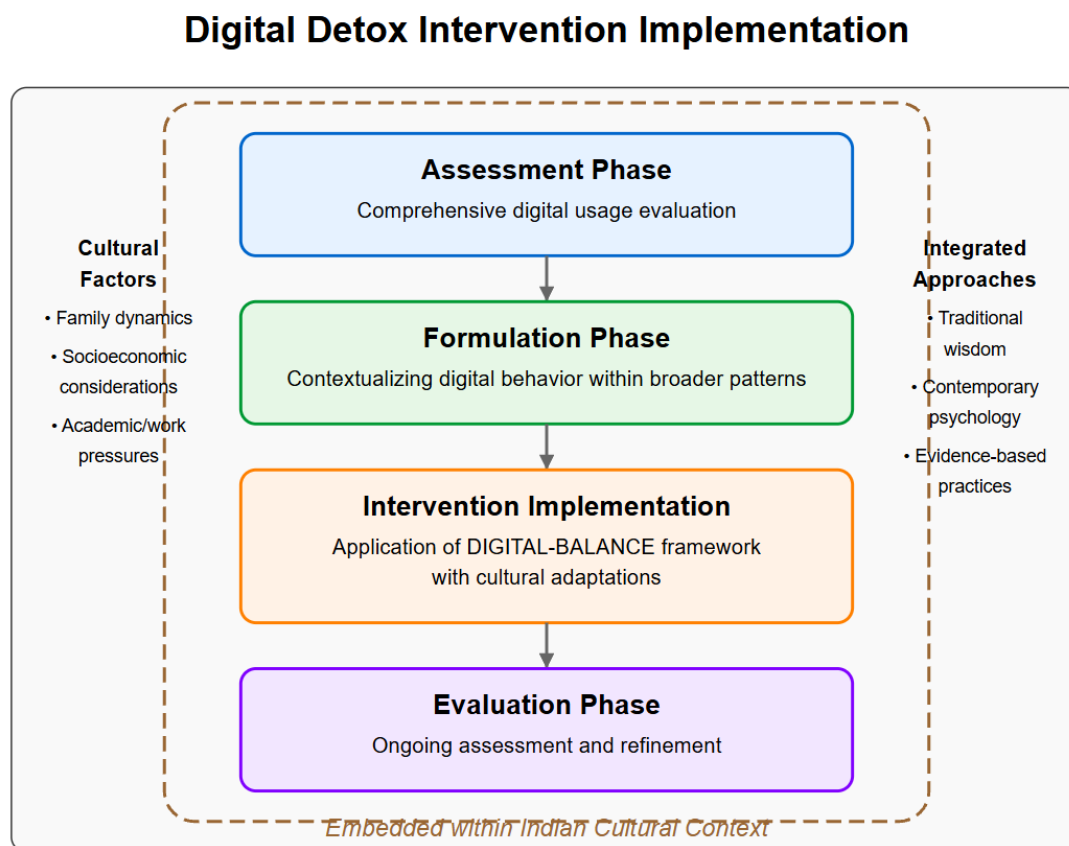 Digital Detox Intervention Implementation
Assessment Phase
Comprehensive digital usage evaluation
Cultural
Factors
• Family dynamics
• Socioeconomic
considerations
• Academic/work
pressures
Formulation Phase
Contextualizing digital behavior within broader patterns
Intervention Implementation
Application of DIGITAL-BALANCE framework
with cultural adaptations
Evaluation Phase
Ongoing assessment and refinement
Integrated
Approaches
• Traditional
wisdom
• Contemporary
psychology
• Evidence-based
practices
Embedded within Indian Cultural Context